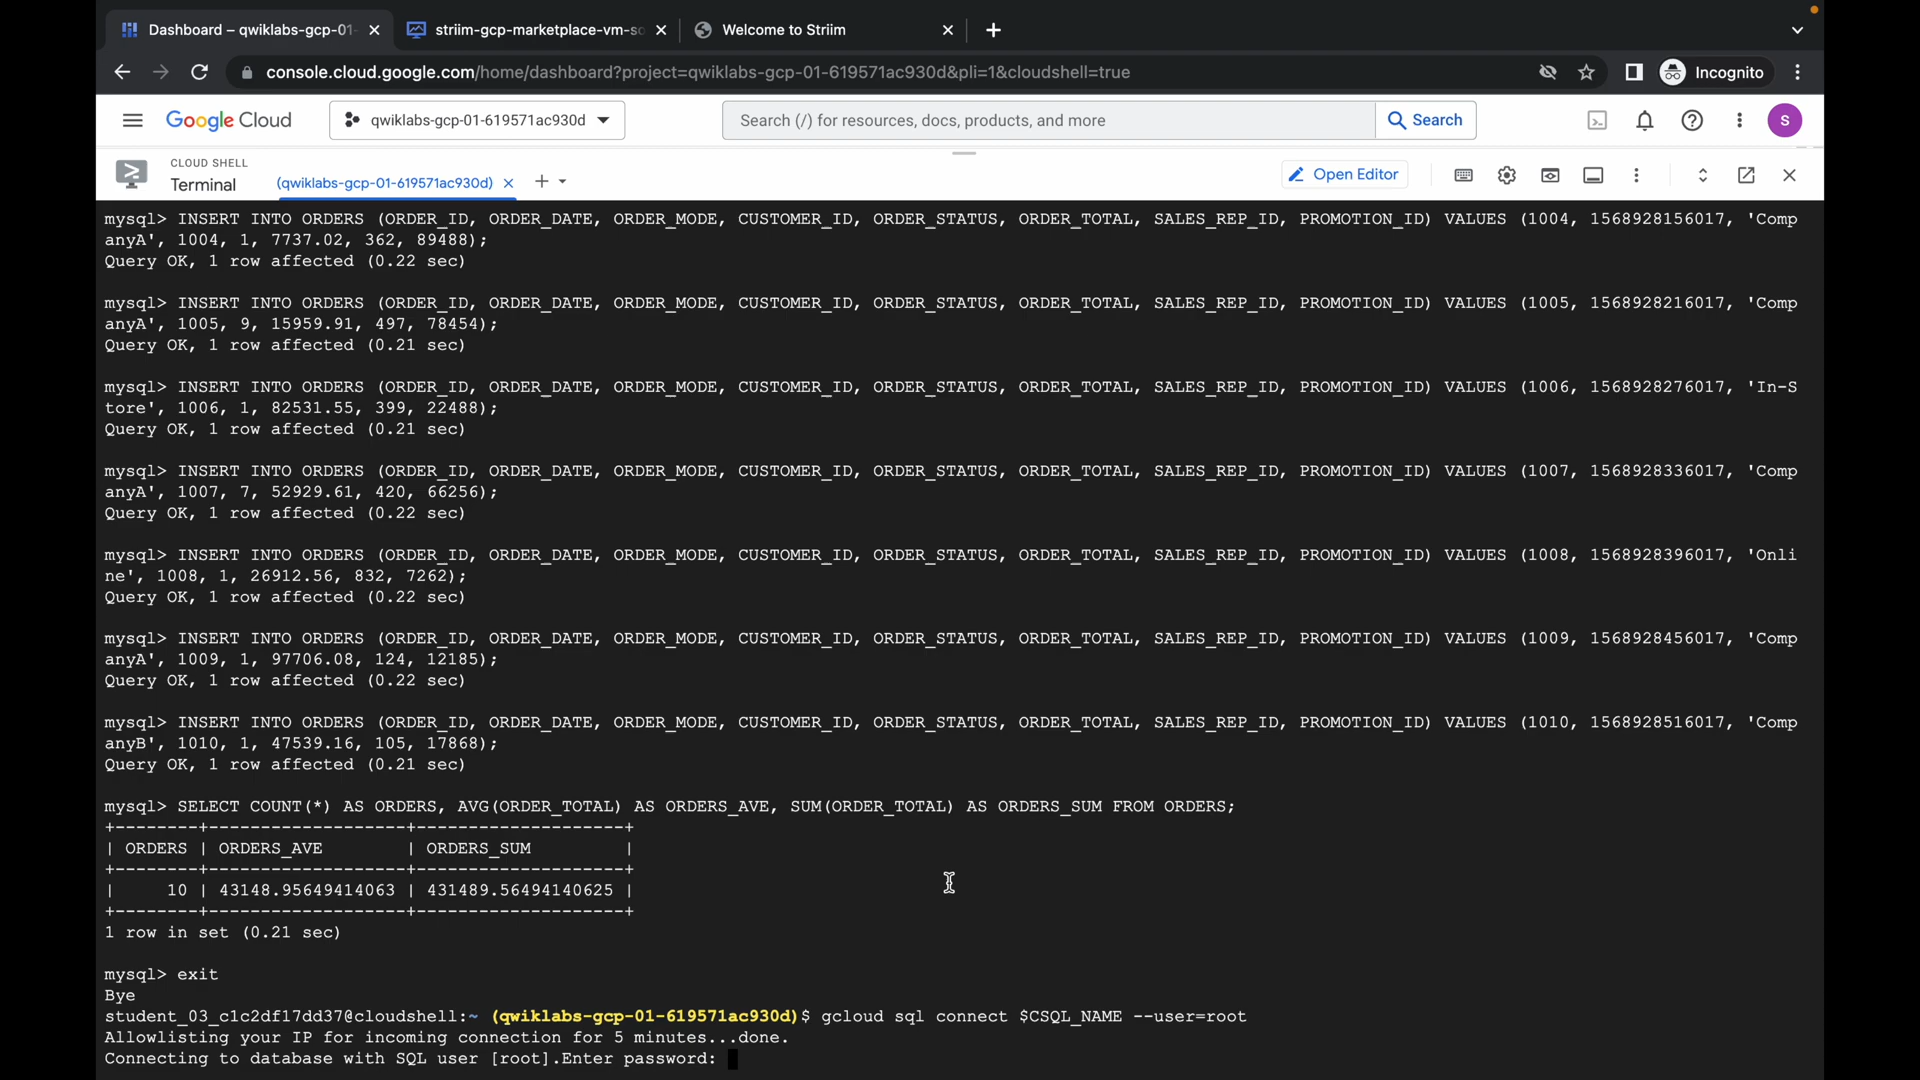 Dashboard – qwiklabs-gcp-01-
striim-gcp-marketplace-vm-so
Welcome to Striim
console.cloud.google.com/home/dashboard?project=qwiklabs-gcp-01-619571ac930d&pli=1&cloudshell=true
Incognito
Google Cloud
qwiklabs-gcp-01-619571ac930d
Search (/) for resources, docs, products, and more
Search
S
CLOUD SHELL
Terminal
(qwiklabs-gcp-01-619571ac930d)
Open Editor
mysql> INSERT INTO ORDERS (ORDER_ID, ORDER_DATE, ORDER_MODE, CUSTOMER_ID, ORDER_STATUS, ORDER_TOTAL, SALES_REP_ID, PROMOTION_ID) VALUES (1004, 1568928156017, 'Comp
anyA', 1004, 1, 7737.02, 362, 89488);
Query OK, 1 row affected (0.22 sec)
mysql> INSERT INTO ORDERS (ORDER_ID, ORDER_DATE, ORDER_MODE, CUSTOMER_ID, ORDER_STATUS, ORDER_TOTAL, SALES_REP_ID, PROMOTION_ID) VALUES (1005, 1568928216017, 'Comp
anyA', 1005, 9, 15959.91, 497, 78454);
Query OK, 1 row affected (0.21 sec)
mysql> INSERT INTO ORDERS (ORDER_ID, ORDER_DATE, ORDER_MODE, CUSTOMER_ID, ORDER_STATUS, ORDER_TOTAL, SALES_REP_ID, PROMOTION_ID) VALUES (1006, 1568928276017, 'In-S
tore', 1006, 1, 82531.55, 399, 22488);
Query OK, 1 row affected (0.21 sec)
mysql> INSERT INTO ORDERS (ORDER_ID, ORDER_DATE, ORDER_MODE, CUSTOMER_ID, ORDER_STATUS, ORDER_TOTAL, SALES_REP_ID, PROMOTION_ID) VALUES (1007, 1568928336017, 'Comp
anyA', 1007, 7, 52929.61, 420, 66256);
Query OK, 1 row affected (0.22 sec)
mysql> INSERT INTO ORDERS (ORDER_ID, ORDER_DATE, ORDER_MODE, CUSTOMER_ID, ORDER_STATUS, ORDER_TOTAL, SALES_REP_ID, PROMOTION_ID) VALUES (1008, 1568928396017, 'Onli
ne', 1008, 1, 26912.56, 832, 7262);
Query OK, 1 row affected (0.22 sec)
mysql> INSERT INTO ORDERS (ORDER_ID, ORDER_DATE, ORDER_MODE, CUSTOMER_ID, ORDER_STATUS, ORDER_TOTAL, SALES_REP_ID, PROMOTION_ID) VALUES (1009, 1568928456017, 'Comp
anyA', 1009, 1, 97706.08, 124, 12185);
Query OK, 1 row affected (0.22 sec)
mysql> INSERT INTO ORDERS (ORDER_ID, ORDER_DATE, ORDER_MODE, CUSTOMER_ID, ORDER_STATUS, ORDER_TOTAL, SALES_REP_ID, PROMOTION_ID) VALUES (1010, 1568928516017, 'Comp
anyB', 1010, 1, 47539.16, 105, 17868);
Query OK, 1 row affected (0.21 sec)
mysql> SELECT COUNT(*) AS ORDERS, AVG(ORDER_TOTAL) AS ORDERS_AVE, SUM(ORDER_TOTAL) AS ORDERS_SUM FROM ORDERS;
+--------+-------------------+--------------------+
| ORDERS | ORDERS_AVE        | ORDERS_SUM         |
+--------+-------------------+--------------------+
|     10 | 43148.95649414063 | 431489.56494140625 |
+--------+-------------------+--------------------+
1 row in set (0.21 sec)
mysql> exit
Bye
student_03_c1c2df17dd37@cloudshell:~ (qwiklabs-gcp-01-619571ac930d)$ gcloud sql connect $CSQL_NAME --user=root
Allowlisting your IP for incoming connection for 5 minutes...done.
Connecting to database with SQL user [root].Enter password: